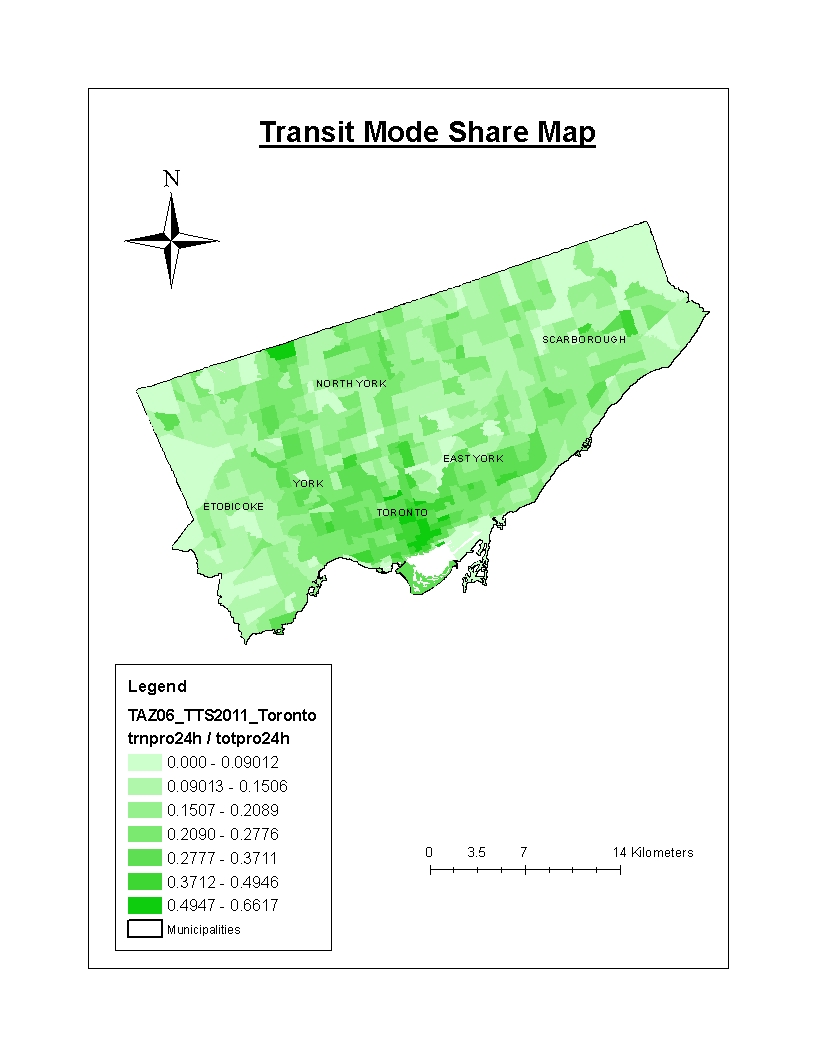 Transit Mode Share Map
N
SCARBOROUGH
NORTH YORK
EAST YORK
YORK
ETOBICOKE
TORONTO
Legend
TAZ06_TTS2011_Toronto
trnpro24h / totpro24h
0.000 - 0.09012
0.09013 - 0.1506
0.1507 - 0.2089
0.2090 - 0.2776
0.2777 - 0.3711
0.3712 - 0.4946
0.4947 - 0.6617
Municipalities
0 3.5 7 14 Kilometers